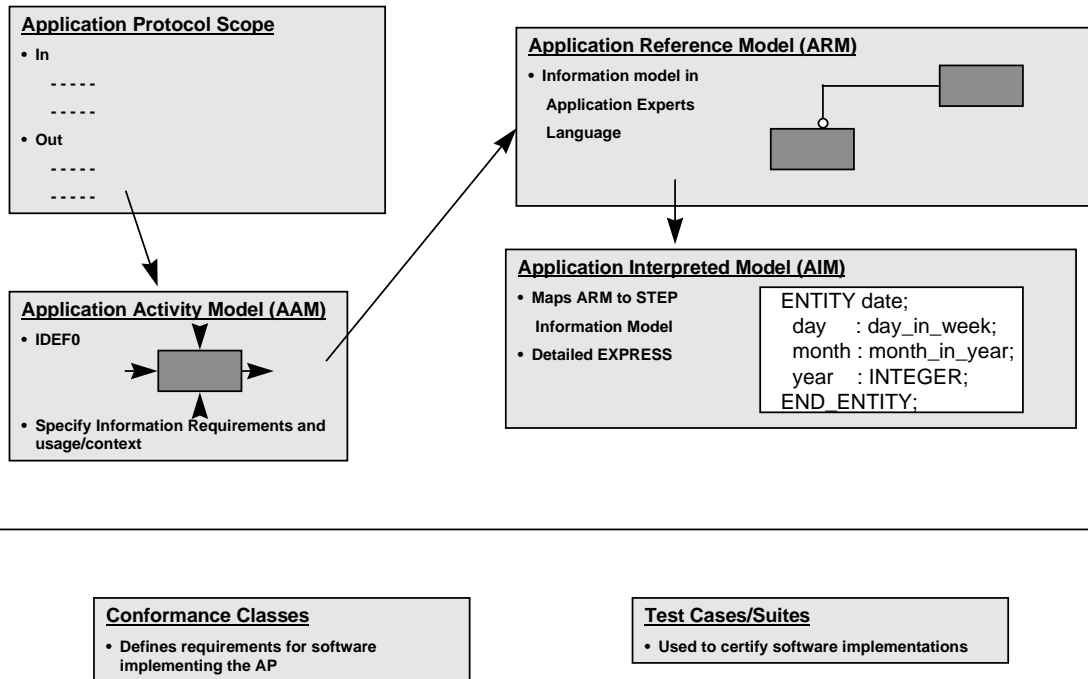 Application Protocol Scope
• In
- - - - -
- - - - -
• Out
- - - - -
- - - - -
Application Activity Model (AAM)
• IDEF0
• Specify Information Requirements and
usage/context
Application Reference Model (ARM)
• Information model in
Application Experts
Language
Application Interpreted Model (AIM)
• Maps ARM to STEP
Information Model
• Detailed EXPRESS
ENTITY date;
day : day_in_week;
month : month_in_year;
year : INTEGER;
END_ENTITY;
Conformance Classes
• Defines requirements for software
implementing the AP
Test Cases/Suites
• Used to certify software implementations